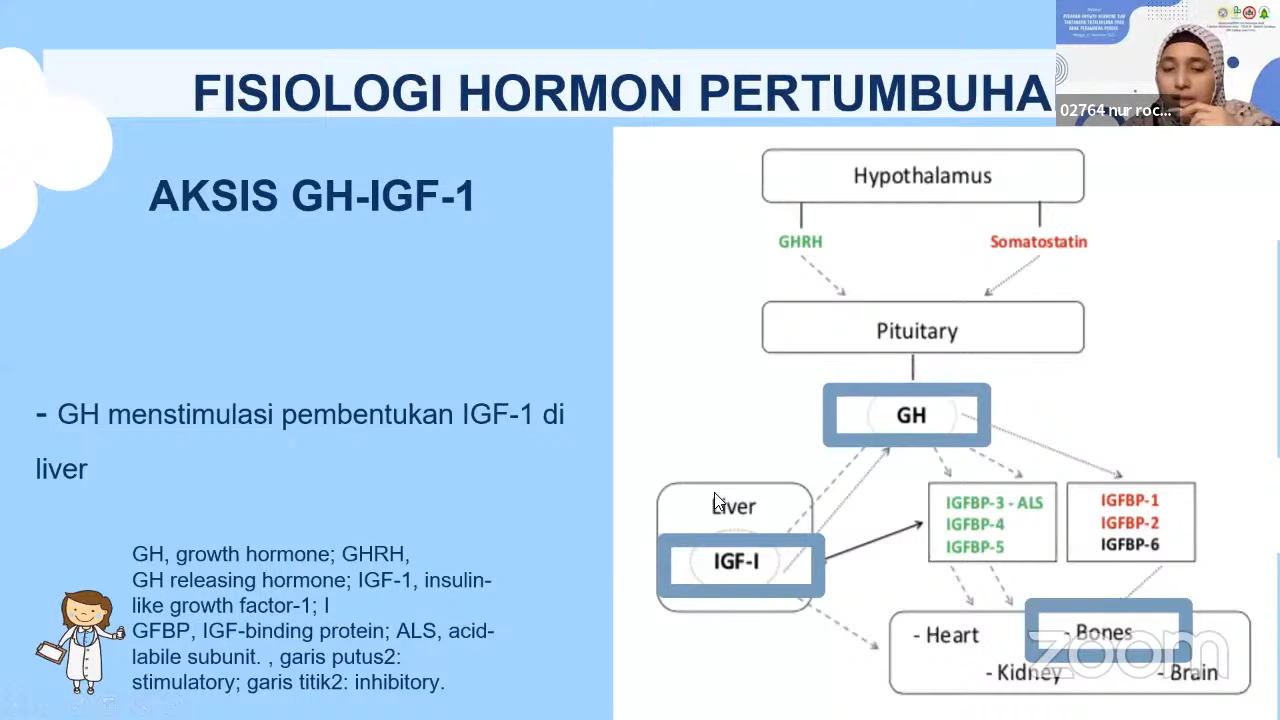 FISIOLOGI HORMON PERTUMBUHA
02764 nur roc...
AKSIS GH-IGF-1
- GH menstimulasi pembentukan IGF-1 di
liver
GH, growth hormone; GHRH,
GH releasing hormone; IGF-1, insulin-
like growth factor-1; I
GFBP, IGF-binding protein; ALS, acid-
labile subunit. , garis putus2:
stimulatory; garis titik2: inhibitory.
Hypothalamus
GHRH
Somatostatin
Pituitary
GH
Liver
IGF-I
IGFBP-3 - ALS
IGFBP-4
IGFBP-5
IGFBP-1
IGFBP-2
IGFBP-6
- Heart
- Bones
- Kidney
- Brain
zoom